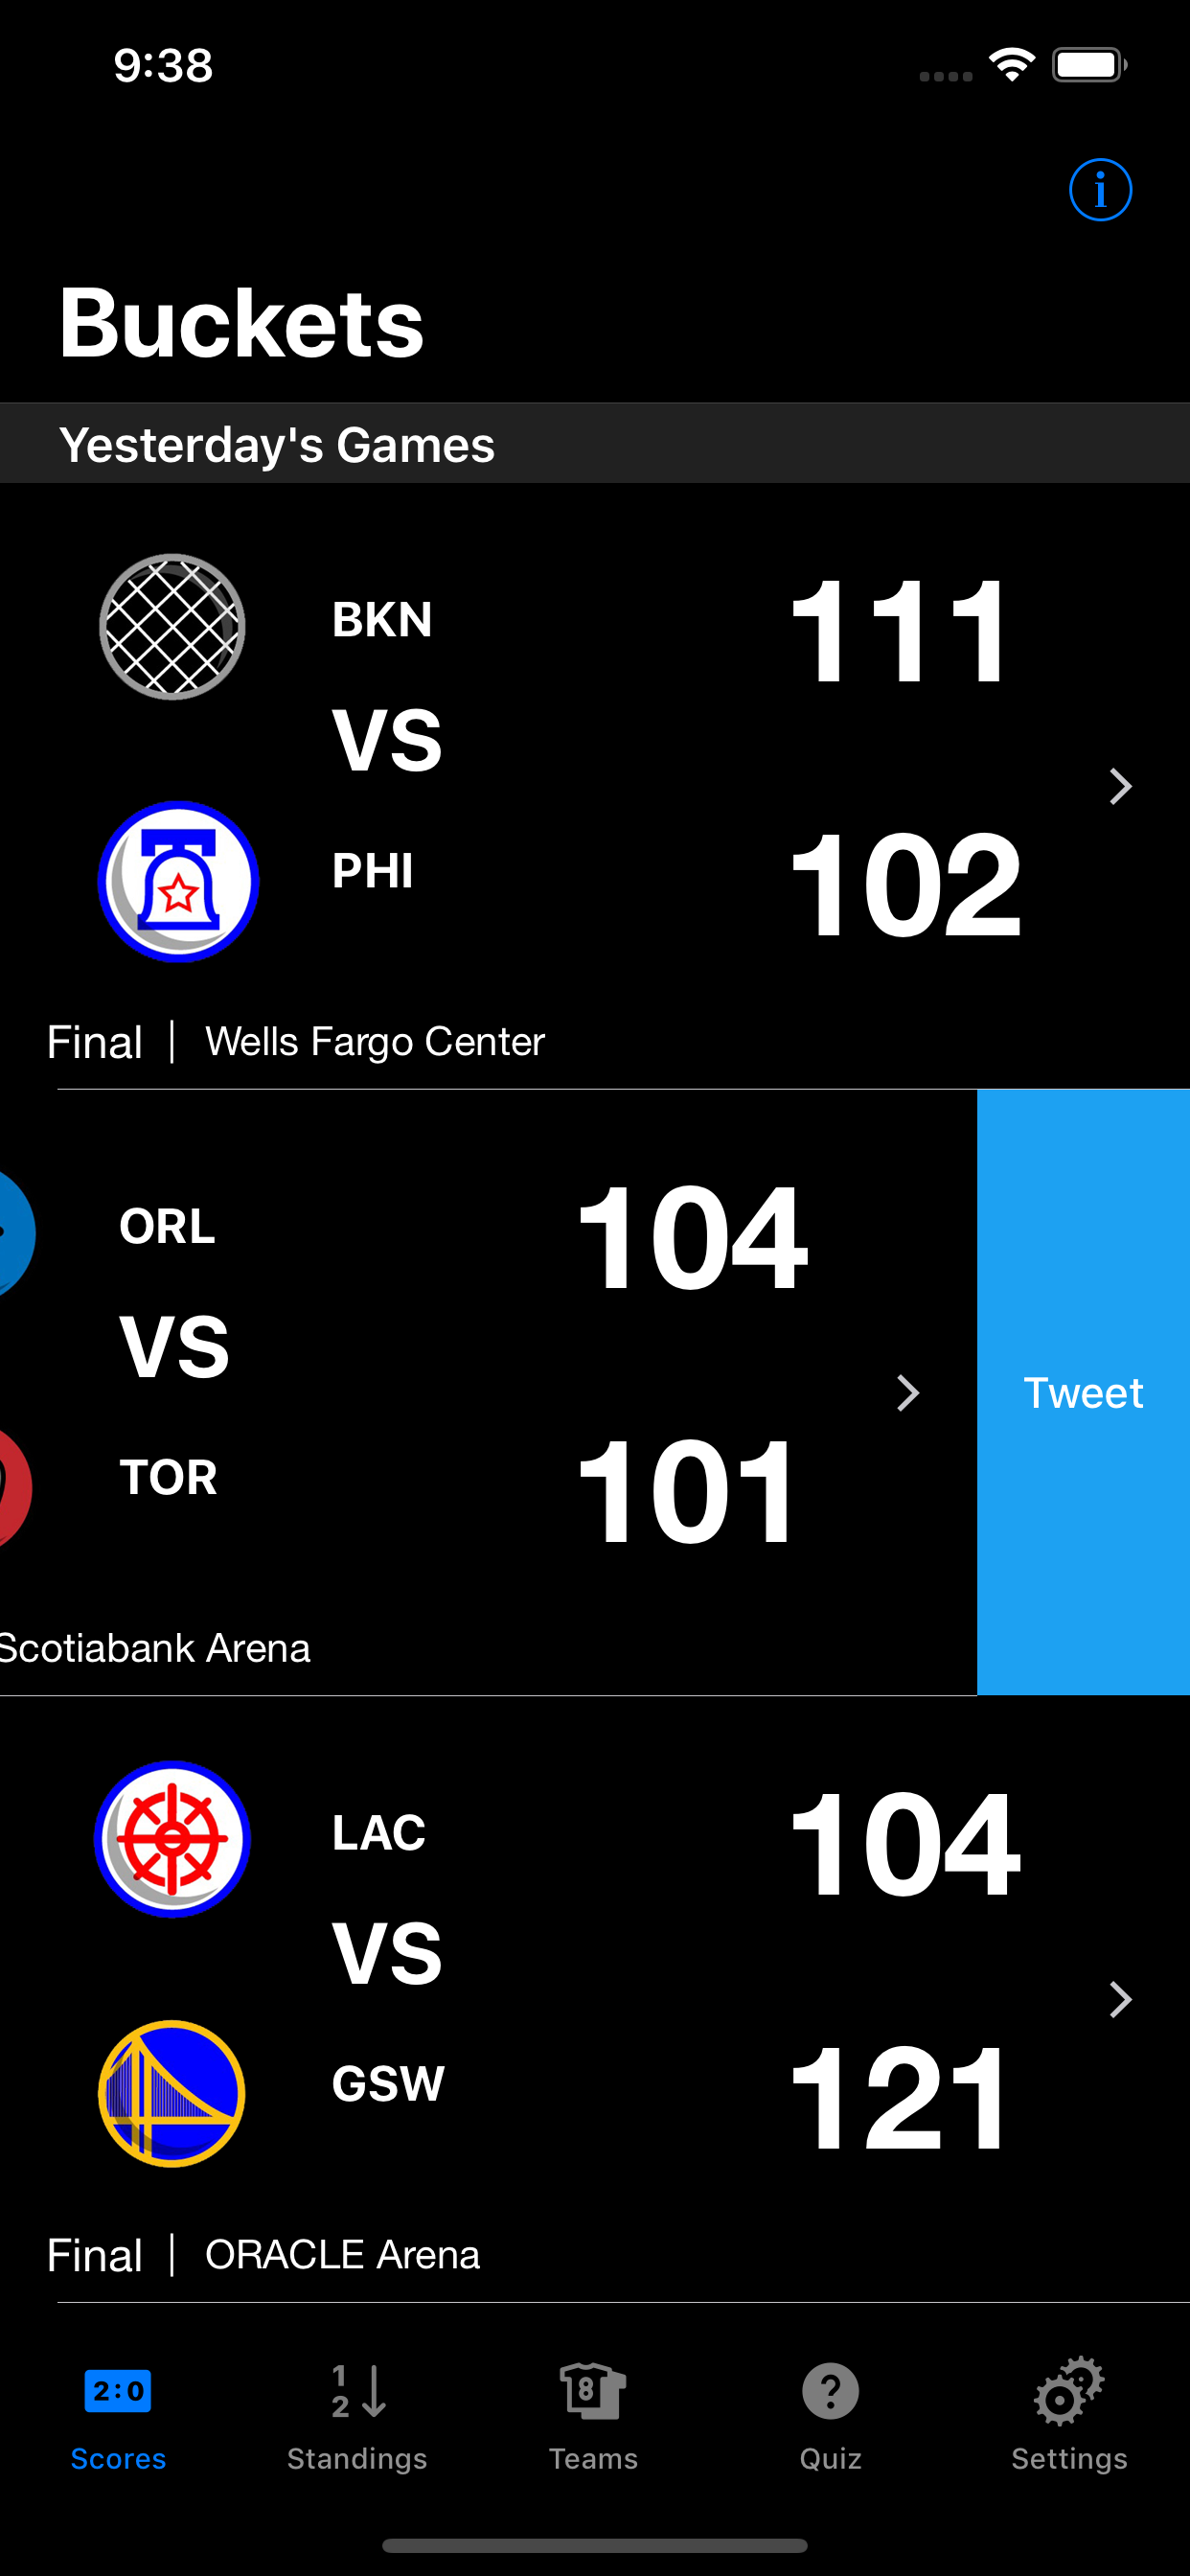 9:38
i
Buckets
Yesterday's Games
BKN 111
VS
PHI 102
Final | Wells Fargo Center
ORL 104
VS
Tweet
TOR 101
Scotiabank Arena
LAC 104
VS
GSW 121
Final | ORACLE Arena
2:0 1 2 8 ?
Scores Standings Teams Quiz Settings